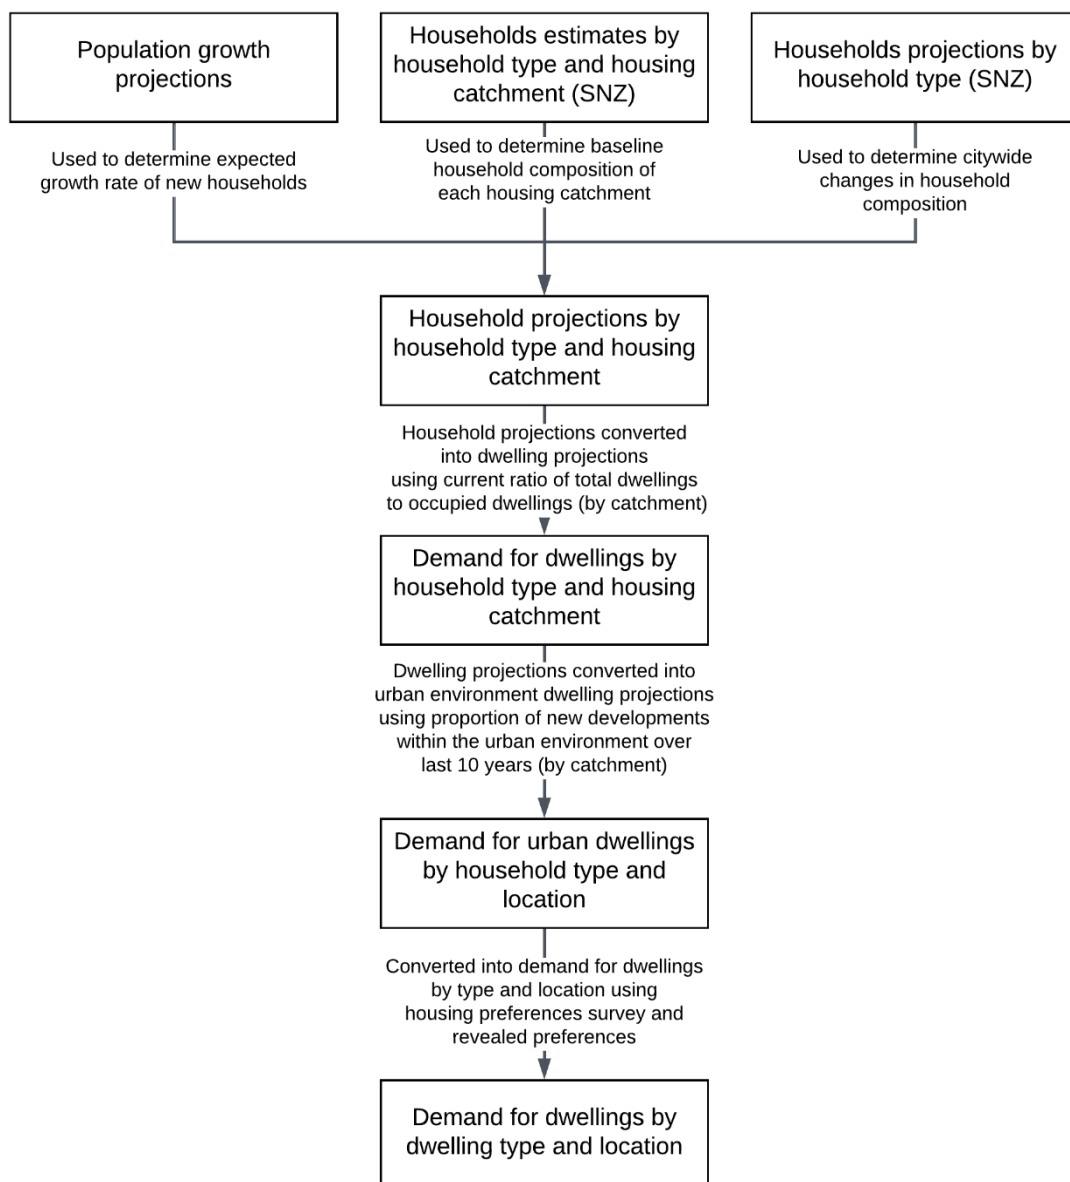 Population growth
projections
Households estimates by
household type and housing
catchment (SNZ)
Households projections by
household type (SNZ)
Used to determine expected
growth rate of new households
Used to determine baseline
household composition of
each housing catchment
Used to determine citywide
changes in household
composition
Household projections by
household type and housing
catchment
Household projections converted
into dwelling projections
using current ratio of total dwellings
to occupied dwellings (by catchment)
Demand for dwellings by
household type and housing
catchment
Dwelling projections converted into
urban environment dwelling projections
using proportion of new developments
within the urban environment over
last 10 years (by catchment)
Demand for urban dwellings
by household type and
location
Converted into demand for dwellings
by type and location using
housing preferences survey and
revealed preferences
Demand for dwellings by
dwelling type and location